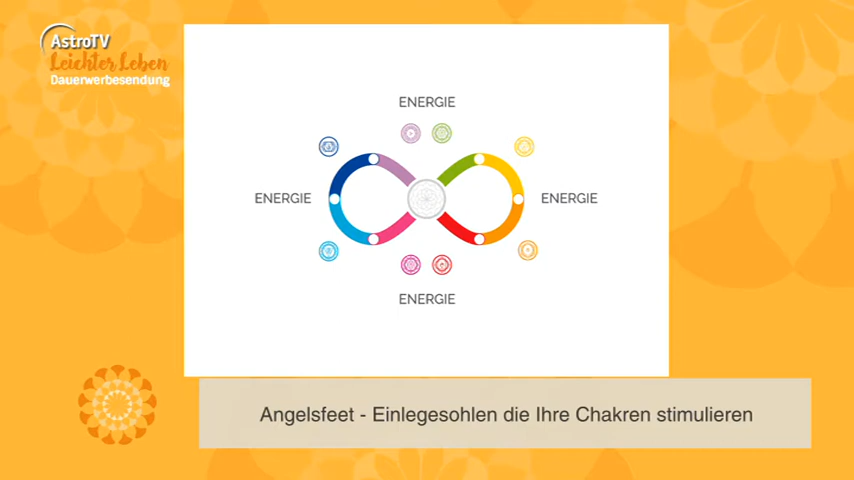 AstroTV
Leichter Leben
Dauerwerbesendung
ENERGIE
ENERGIE
ENERGIE
ENERGIE
Angelsfeet - Einlegesohlen die Ihre Chakren stimulieren